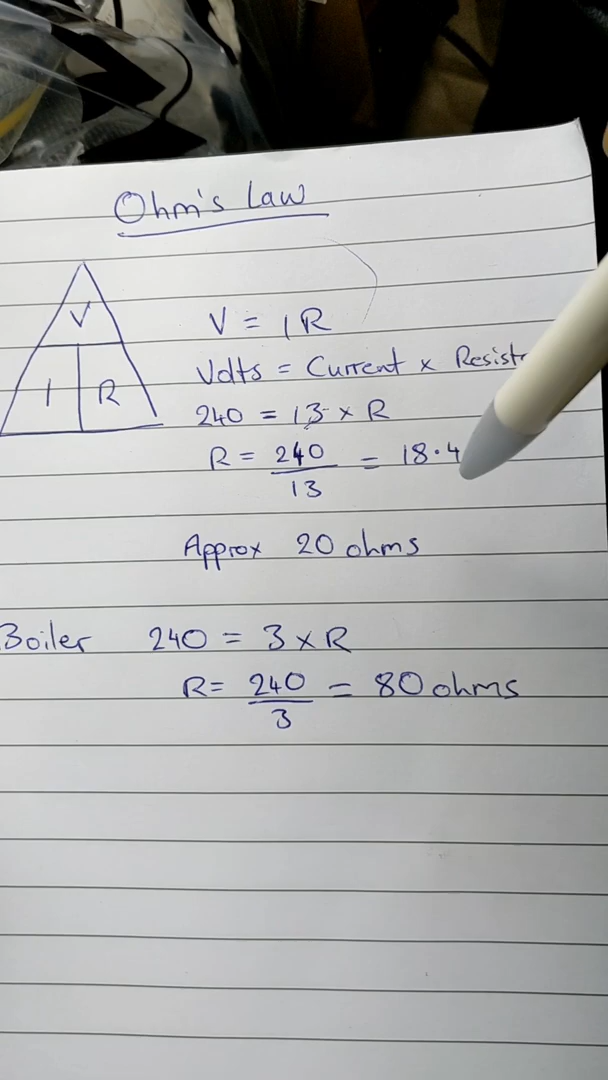 Ohm's Law
V
I R
V = IR
Volts = Current x
240 = 13 x R
R = 240/13 = 18.4
Approx 20 ohms
Boiler 240 = 3 x R
R = 240/3 = 80 ohms